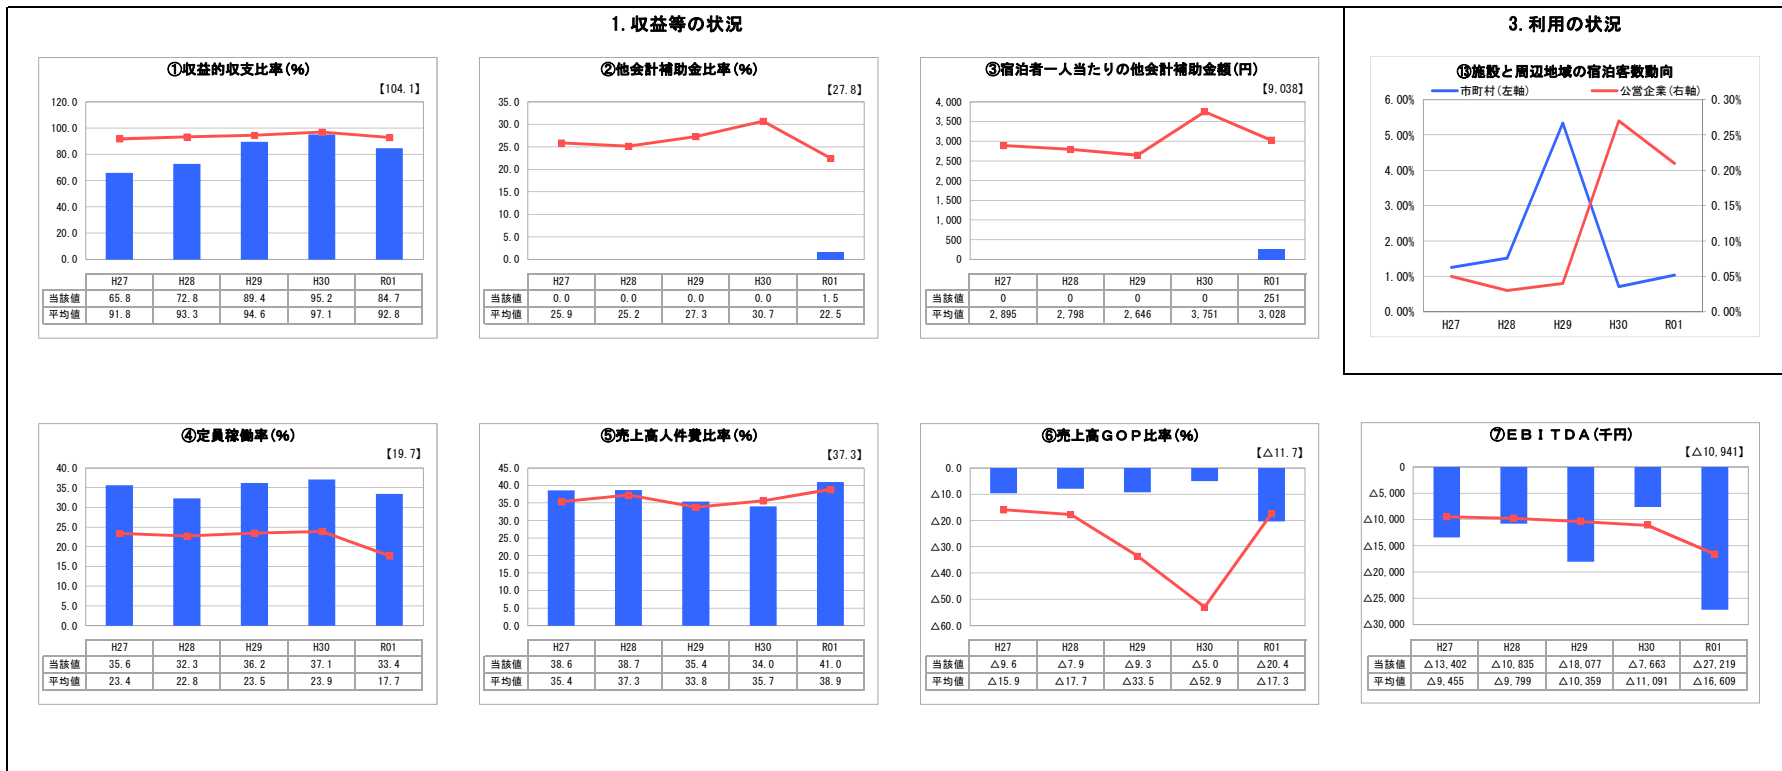 1. 収益等の状況
3. 利用の状況
①収益的収支比率(%)
【104.1】
120.0
100.0
80.0
60.0
40.0
20.0
0.0
H27 H28 H29 H30 R01
当該値 65.8 72.8 89.4 95.2 84.7
平均値 91.8 93.3 94.6 97.1 92.8
②他会計補助金比率(%)
【27.8】
35.0
30.0
25.0
20.0
15.0
10.0
5.0
0.0
H27 H28 H29 H30 R01
当該値 0.0 0.0 0.0 0.0 1.5
平均値 25.9 25.2 27.3 30.7 22.5
③宿泊者一人当たりの他会計補助金額(円)
【9,038】
4,000
3,500
3,000
2,500
2,000
1,500
1,000
500
0
H27 H28 H29 H30 R01
当該値 0 0 0 0 251
平均値 2,895 2,798 2,646 3,751 3,028
⑬施設と周辺地域の宿泊客数動向
市町村(左軸) 公営企業(右軸)
6.00% 0.30%
5.00% 0.25%
4.00% 0.20%
3.00% 0.15%
2.00% 0.10%
1.00% 0.05%
0.00% 0.00%
H27 H28 H29 H30 R01
④定員稼働率(%)
【19.7】
40.0
35.0
30.0
25.0
20.0
15.0
10.0
5.0
0.0
H27 H28 H29 H30 R01
当該値 35.6 32.3 36.2 37.1 33.4
平均値 23.4 22.8 23.5 23.9 17.7
⑤売上高人件費比率(%)
【37.3】
45.0
40.0
35.0
30.0
25.0
20.0
15.0
10.0
5.0
0.0
H27 H28 H29 H30 R01
当該値 38.6 38.7 35.4 34.0 41.0
平均値 35.4 37.3 33.8 35.7 38.9
⑥売上高GOP比率(%)
【△11.7】
0.0
△10.0
△20.0
△30.0
△40.0
△50.0
△60.0
H27 H28 H29 H30 R01
当該値 △9.6 △7.9 △9.3 △5.0 △20.4
平均値 △15.9 △17.7 △33.5 △52.9 △17.3
⑦EBITDA(千円)
【△10,941】
0
△5,000
△10,000
△15,000
△20,000
△25,000
△30,000
H27 H28 H29 H30 R01
当該値 △13,402 △10,835 △18,077 △7,663 △27,219
平均値 △9,455 △9,799 △10,359 △11,091 △16,609